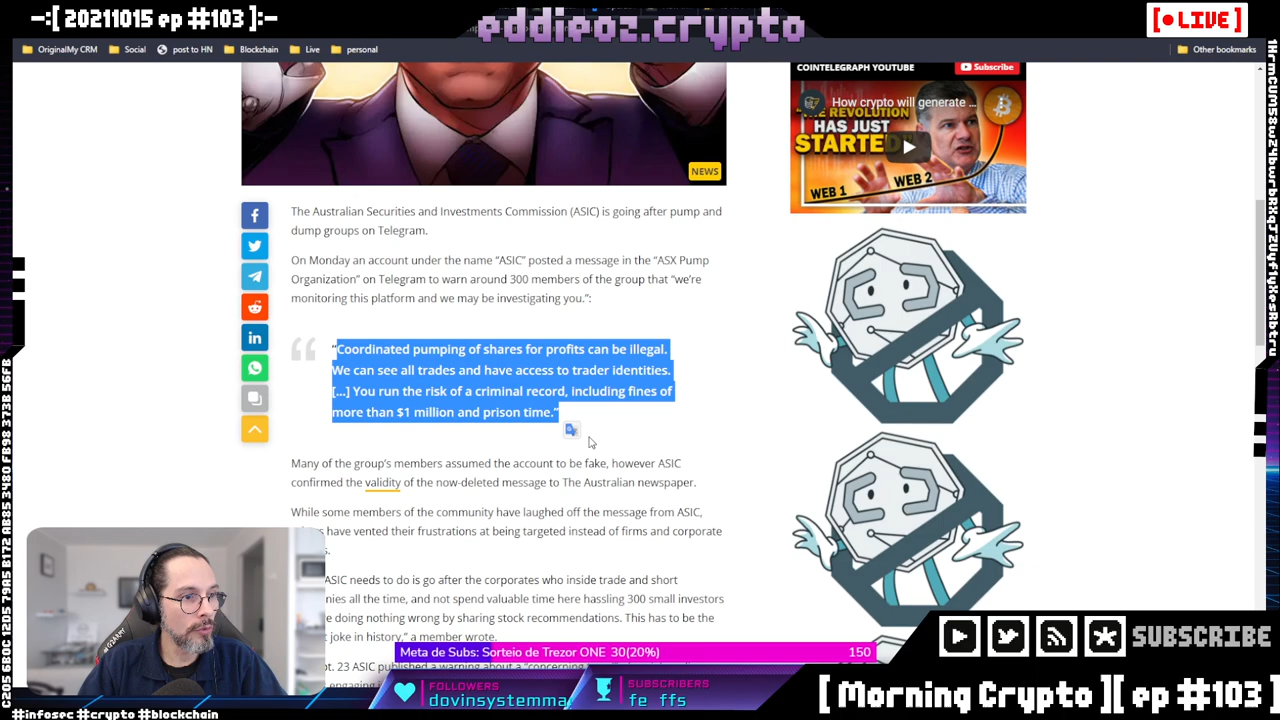 -:[ 20211015 ep #103 ]:-
eddieoz.crypto
[● LIVE]
OriginalMy CRM
Social
post to HN
Blockchain
Live
personal
Other bookmarks
COINTELEGRAPH YOUTUBE
Subscribe
How crypto will generate ...
THE REVOLUTION
HAS JUST
STARTED
WEB 1
WEB 2
NEWS
The Australian Securities and Investments Commission (ASIC) is going after pump and
dump groups on Telegram.
On Monday an account under the name “ASIC” posted a message in the “ASX Pump
Organization” on Telegram to warn around 300 members of the group that “we’re
monitoring this platform and we may be investigating you.”:
“Coordinated pumping of shares for profits can be illegal.
We can see all trades and have access to trader identities.
[...] You run the risk of a criminal record, including fines of
more than $1 million and prison time.”
Many of the group’s members assumed the account to be fake, however ASIC
confirmed the validity of the now-deleted message to The Australian newspaper.
While some members of the community have laughed off the message from ASIC,
have vented their frustrations at being targeted instead of firms and corporate
ASIC needs to do is go after the corporates who inside trade and short
nies all the time, and not spend valuable time here hassling 300 small investors
e doing nothing wrong by sharing stock recommendations. This has to be the
t joke in history,” a member wrote.
pt. 23 ASIC published a warning about a “concerning
Meta de Subs: Sorteio de Trezor ONE 30(20%)
150
FOLLOWERS
dovinsystemma
SUBSCRIBERS
fe ffs
SUBSCRIBE
[ Morning Crypto ][ ep #103 ]
#infosec #crypto #blockchain